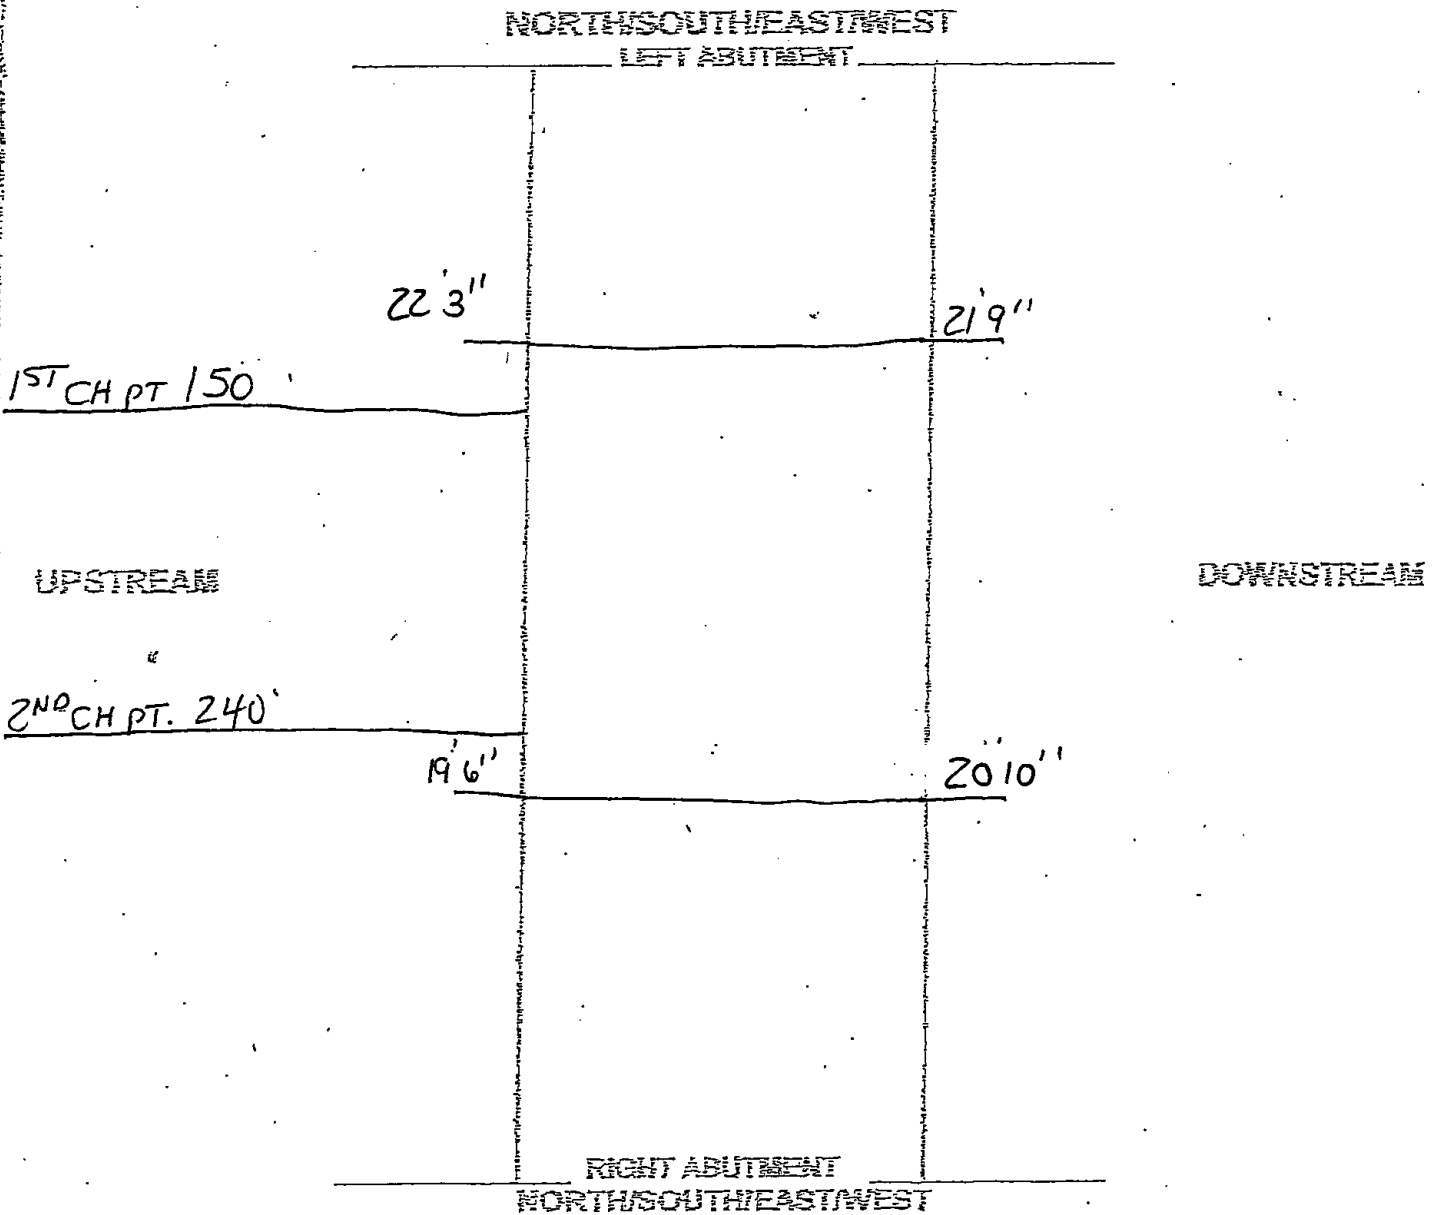 NORTH/SOUTH/EAST/WEST
LEFT ABUTMENT
22'3"
21'9"
1ST CH PT 150'
UPSTREAM
DOWNSTREAM
2ND CH PT. 240'
19'6"
20'10"
RIGHT ABUTMENT
NORTH/SOUTH/EAST/WEST